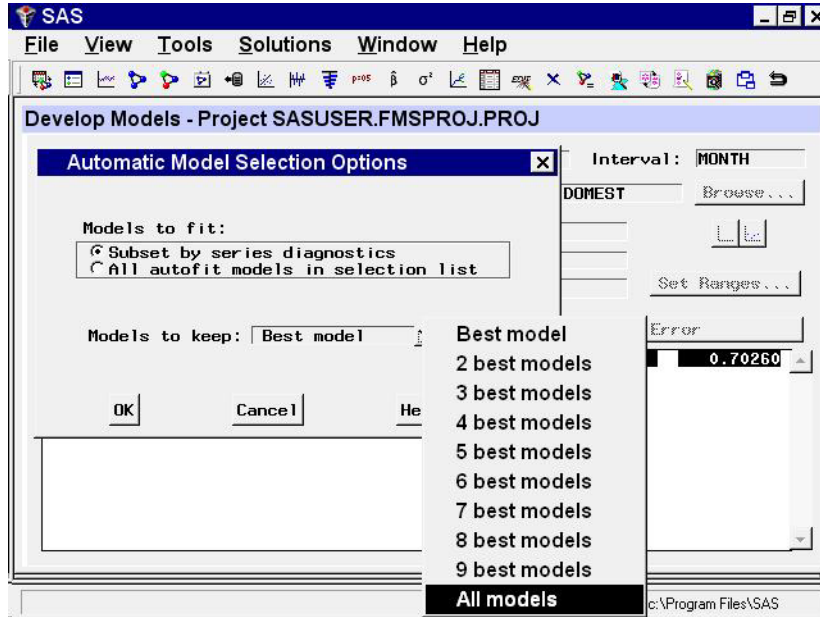 SAS
File View Tools Solutions Window Help
p>05 β̂ σ²
Develop Models - Project SASUSER.FMSPROJ.PROJ
Automatic Model Selection Options
Interval: MONTH
DOMEST Browse...
Models to fit:
Subset by series diagnostics
All autofit models in selection list
Set Ranges...
Models to keep: Best model
Error
0.70260
OK Cancel He
Best model
2 best models
3 best models
4 best models
5 best models
6 best models
7 best models
8 best models
9 best models
All models
c:\Program Files\SAS